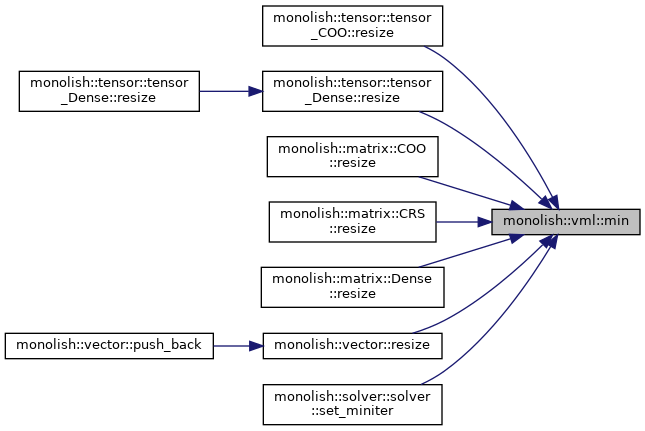 monolish::tensor::tensor
_COO::resize
monolish::tensor::tensor
_Dense::resize
monolish::tensor::tensor
_Dense::resize
monolish::matrix::COO
::resize
monolish::matrix::CRS
::resize
monolish::vml::min
monolish::matrix::Dense
::resize
monolish::vector::push_back
monolish::vector::resize
monolish::solver::solver
::set_miniter